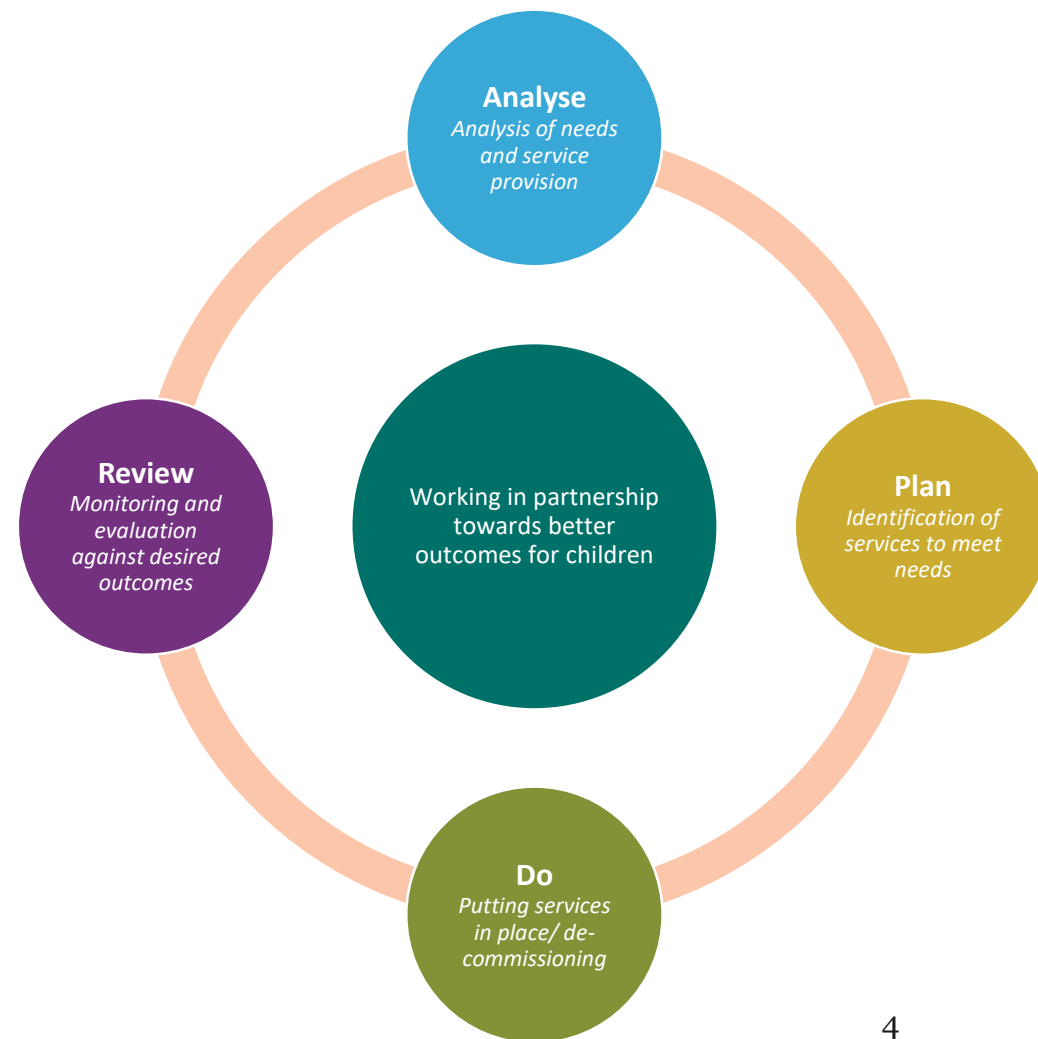 Analyse
Analysis of needs
and service
provision
Plan
Identification of
services to meet
needs
Do
Putting services
in place/ de-
commissioning
Review
Monitoring and
evaluation
against desired
outcomes
Working in partnership
towards better
outcomes for children
4